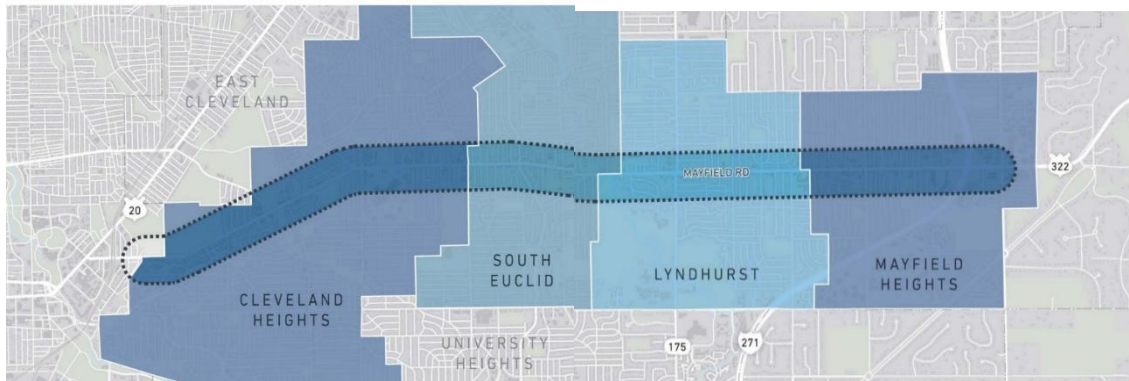 EAST
CLEVELAND
20
CLEVELAND
HEIGHTS
UNIVERSITY
HEIGHTS
SOUTH
EUCLID
MAYFIELD RD
LYNDHURST
175
271
MAYFIELD
HEIGHTS
322